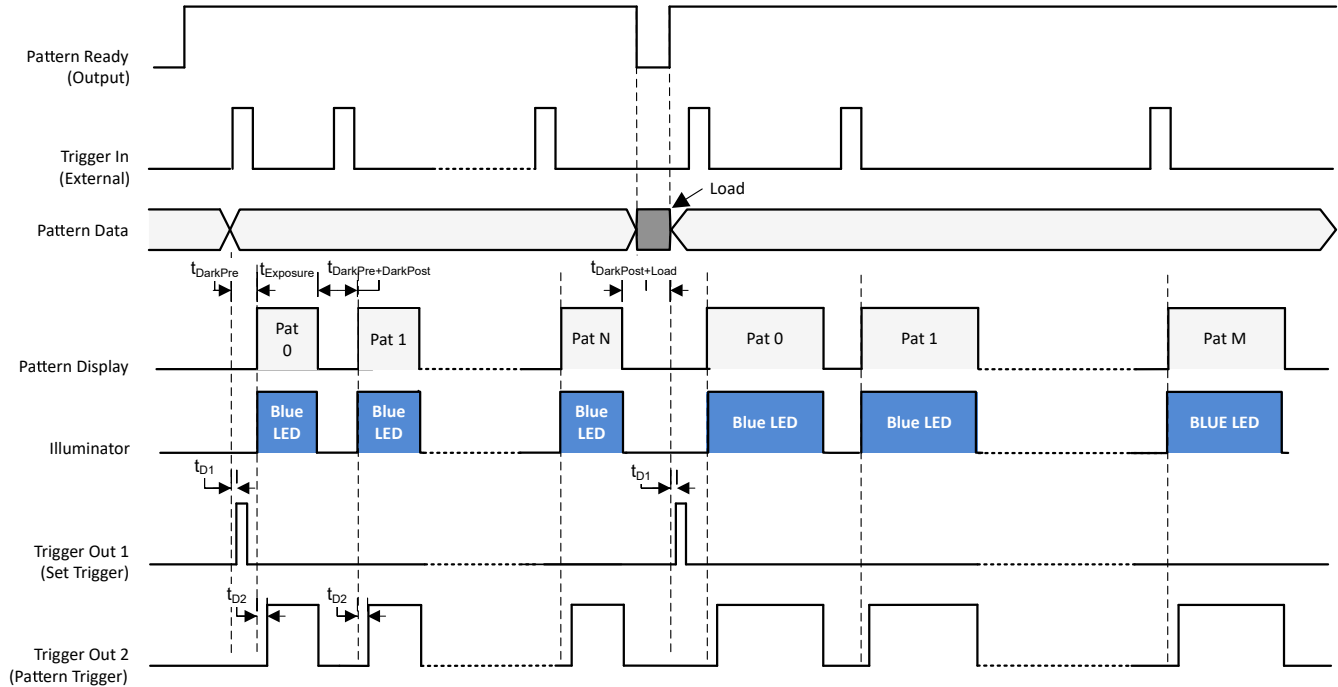 Pattern Ready
(Output)
Trigger In
(External)
Load
Pattern Data
tDarkPre
tExposure
tDarkPre+DarkPost
tDarkPost+Load
Pat
0
Pat 1
Pat N
Pat 0
Pat 1
Pat M
Pattern Display
Blue
LED
Blue
LED
Blue
LED
Blue LED
Blue LED
BLUE LED
Illuminator
tD1
tD1
Trigger Out 1
(Set Trigger)
tD2
tD2
Trigger Out 2
(Pattern Trigger)